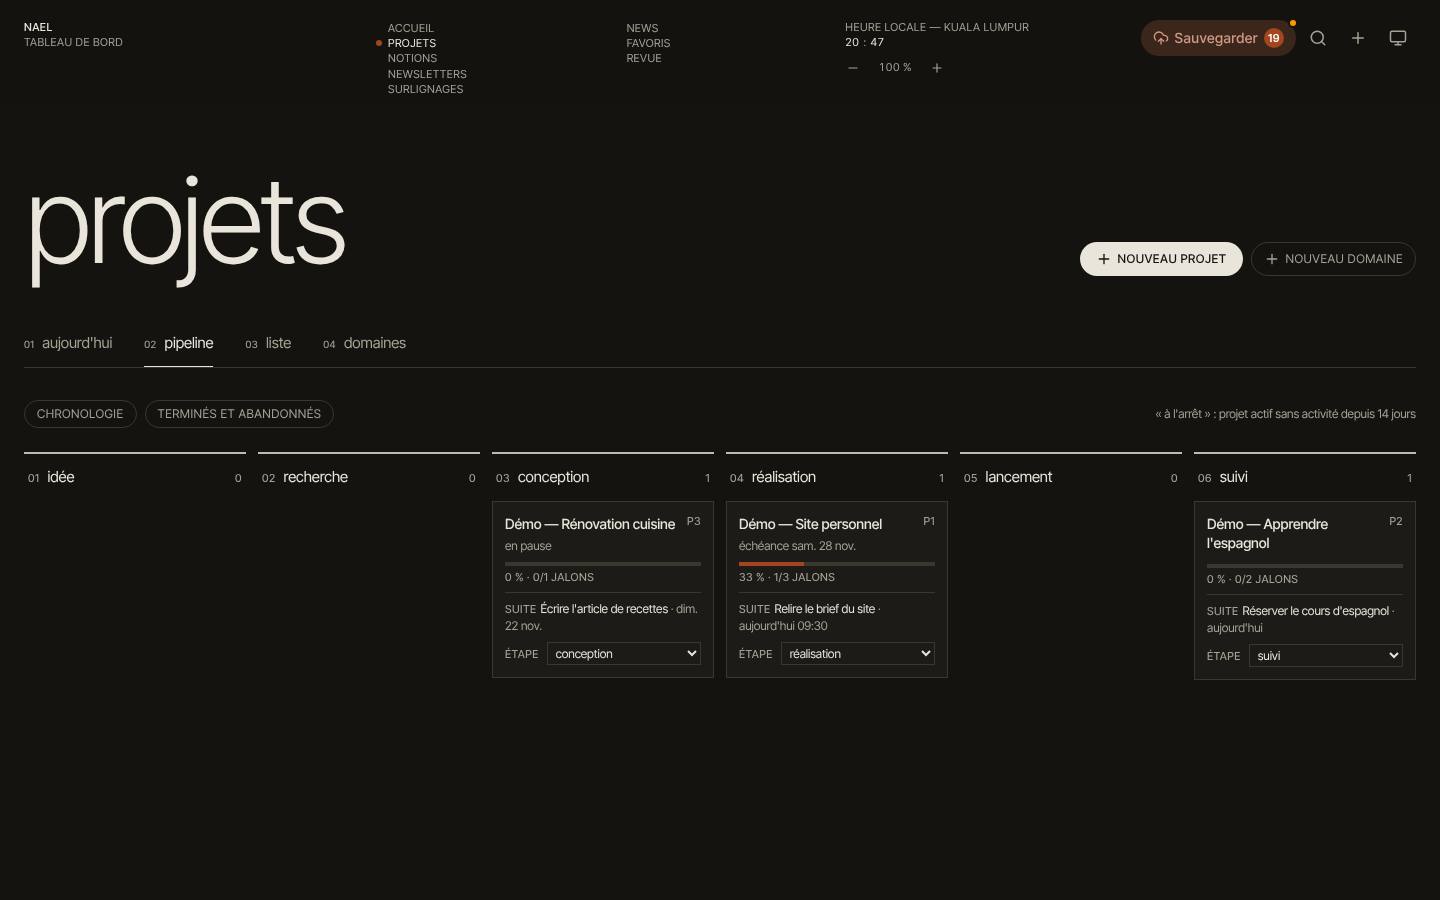 NAEL
TABLEAU DE BORD
ACCUEIL
PROJETS
NOTIONS
NEWSLETTERS
SURLIGNAGES
NEWS
FAVORIS
REVUE
HEURE LOCALE — KUALA LUMPUR
20 : 47
100 %
Sauvegarder 19
projets
NOUVEAU PROJET
NOUVEAU DOMAINE
01 aujourd'hui
02 pipeline
03 liste
04 domaines
CHRONOLOGIE
TERMINÉS ET ABANDONNÉS
« à l'arrêt » : projet actif sans activité depuis 14 jours
01 idée 0
02 recherche 0
03 conception 1
Démo — Rénovation cuisine P3
en pause
0 % · 0/1 JALONS
SUITE Écrire l'article de recettes · dim.
22 nov.
ÉTAPE conception
04 réalisation 1
Démo — Site personnel P1
échéance sam. 28 nov.
33 % · 1/3 JALONS
SUITE Relire le brief du site ·
aujourd'hui 09:30
ÉTAPE réalisation
05 lancement 0
06 suivi 1
Démo — Apprendre P2
l'espagnol
0 % · 0/2 JALONS
SUITE Réserver le cours d'espagnol ·
aujourd'hui
ÉTAPE suivi